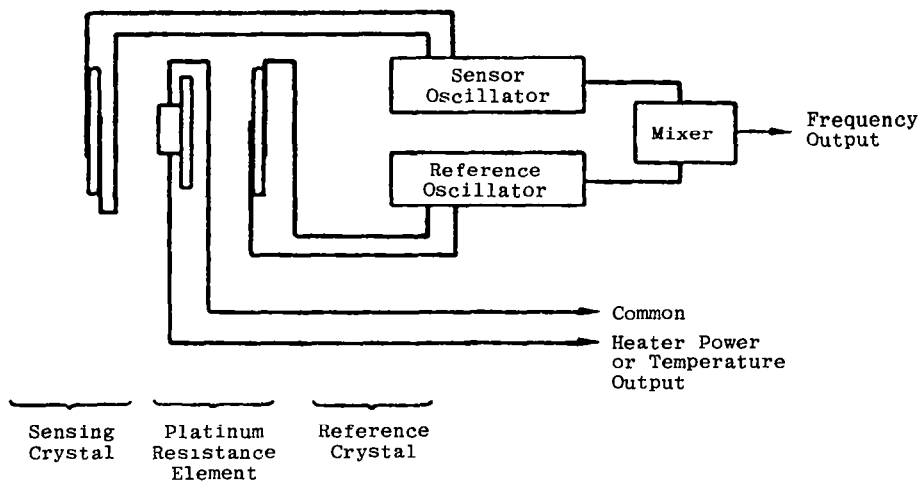 Sensor
Oscillator
Mixer
Frequency
Output
Reference
Oscillator
Common
Heater Power
or Temperature
Output
Sensing
Crystal
Platinum
Resistance
Element
Reference
Crystal